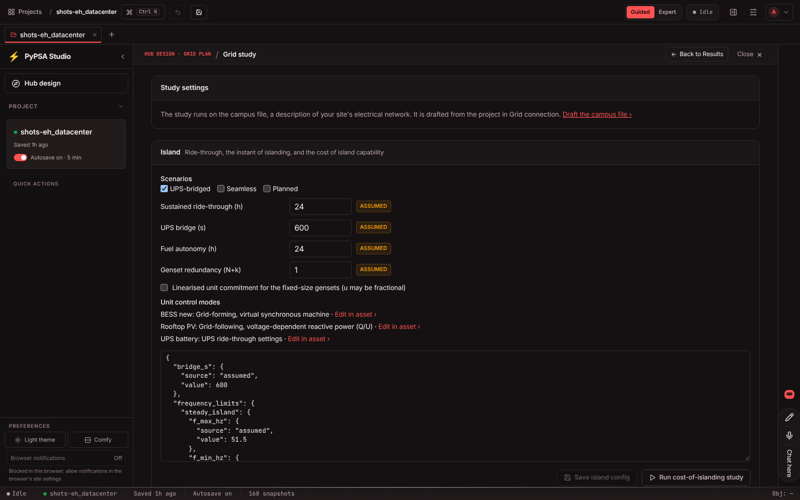 Projects / shots-eh_datacenter ⌘ Ctrl K
Guided Expert Idle A
shots-eh_datacenter × +
PyPSA Studio
HUB DESIGN · GRID PLAN / Grid study
← Back to Results Close ×
Hub design
PROJECT
shots-eh_datacenter
Saved 1h ago
Autosave on · 5 min
QUICK ACTIONS
Study settings
The study runs on the campus file, a description of your site's electrical network. It is drafted from the project in Grid connection. Draft the campus file ›
Island Ride-through, the instant of islanding, and the cost of island capability
Scenarios
UPS-bridged Seamless Planned
Sustained ride-through (h) 24 ASSUMED
UPS bridge (s) 600 ASSUMED
Fuel autonomy (h) 24 ASSUMED
Genset redundancy (N+k) 1 ASSUMED
Linearised unit commitment for the fixed-size gensets (u may be fractional)
Unit control modes
BESS new: Grid-forming, virtual synchronous machine · Edit in asset ›
Rooftop PV: Grid-following, voltage-dependent reactive power (Q/U) · Edit in asset ›
UPS battery: UPS ride-through settings · Edit in asset ›
{
"bridge_s": {
"source": "assumed",
"value": 600
},
"frequency_limits": {
"steady_island": {
"f_max_hz": {
"source": "assumed",
"value": 51.5
},
"f_min_hz": {
Save island config Run cost-of-islanding study
PREFERENCES
Light theme Comfy
Browser notifications Off
Blocked in this browser: allow notifications in the
browser's site settings
Chat here
Idle shots-eh_datacenter Saved 1h ago Autosave on 168 snapshots Obj: —